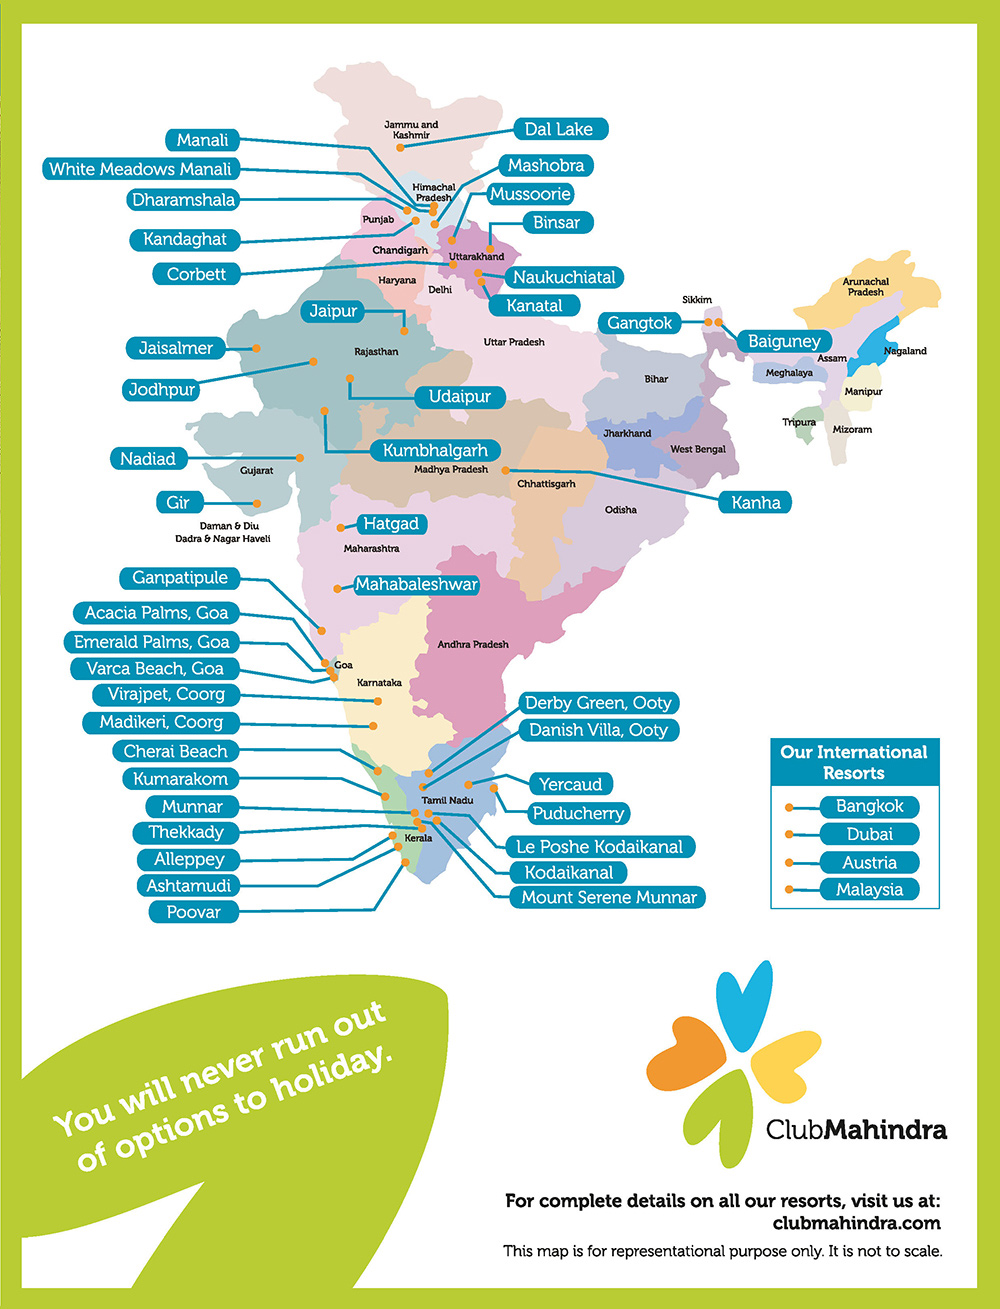 Jammu and
Kashmir
Dal Lake
Manali
White Meadows Manali
Dharamshala
Kandaghat
Corbett
Mashobra
Mussoorie
Binsar
Naukuchiatal
Kanatal
Himachal
Pradesh
Punjab
Chandigarh
Uttarakhand
Haryana
Delhi
Jaipur
Jaisalmer
Jodhpur
Rajasthan
Udaipur
Kumbhalgarh
Uttar Pradesh
Sikkim
Gangtok
Baiguney
Arunachal
Pradesh
Assam
Nagaland
Meghalaya
Manipur
Tripura
Mizoram
Bihar
Jharkhand
West Bengal
Nadiad
Gujarat
Gir
Daman & Diu
Dadra & Nagar Haveli
Madhya Pradesh
Chhattisgarh
Kanha
Odisha
Hatgad
Maharashtra
Mahabaleshwar
Ganpatipule
Acacia Palms, Goa
Emerald Palms, Goa
Varca Beach, Goa
Virajpet, Coorg
Madikeri, Coorg
Cherai Beach
Kumarakom
Munnar
Thekkady
Alleppey
Ashtamudi
Poovar
Goa
Karnataka
Andhra Pradesh
Derby Green, Ooty
Danish Villa, Ooty
Yercaud
Puducherry
Tamil Nadu
Kerala
Le Poshe Kodaikanal
Kodaikanal
Mount Serene Munnar
Our International
Resorts
Bangkok
Dubai
Austria
Malaysia
You will never run out
of options to holiday.
ClubMahindra
For complete details on all our resorts, visit us at:
clubmahindra.com
This map is for representational purpose only. It is not to scale.